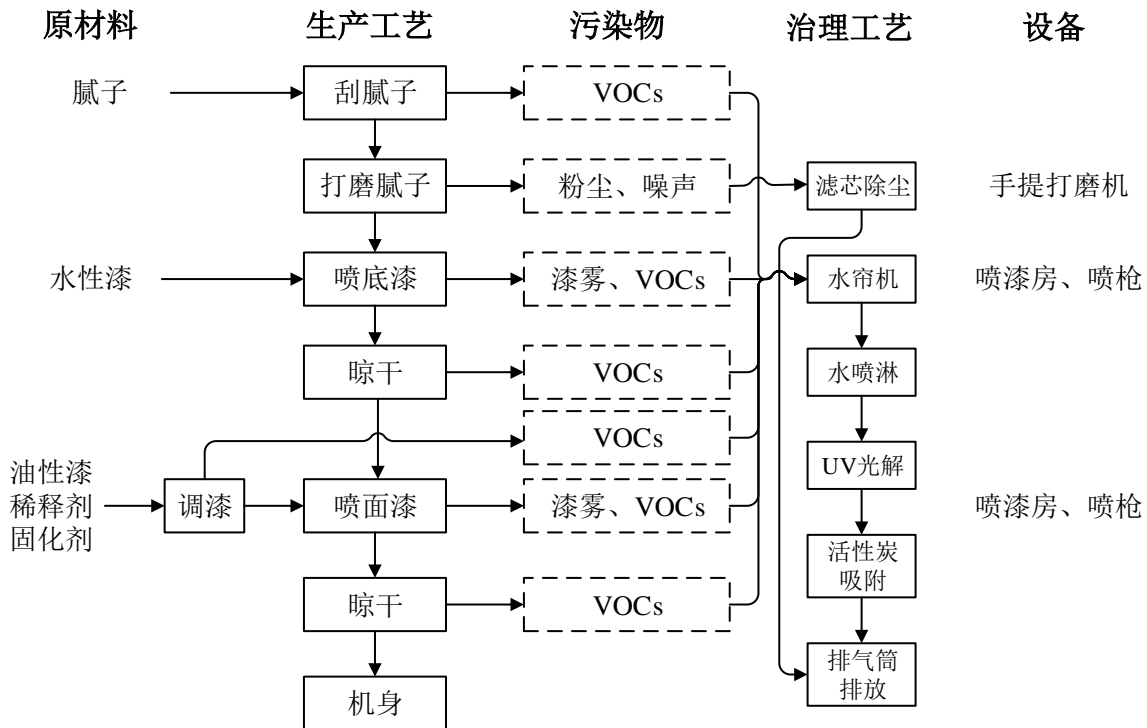 原材料 生产工艺 污染物 治理工艺 设备
腻子 刮腻子 VOCs
打磨腻子 粉尘、噪声 滤芯除尘 手提打磨机
水性漆 喷底漆 漆雾、VOCs 水帘机 喷漆房、喷枪
晾干 VOCs 水喷淋
VOCs
油性漆
稀释剂
固化剂
调漆 喷面漆 漆雾、VOCs UV光解 喷漆房、喷枪
活性炭
吸附
晾干 VOCs
排气筒
排放
机身